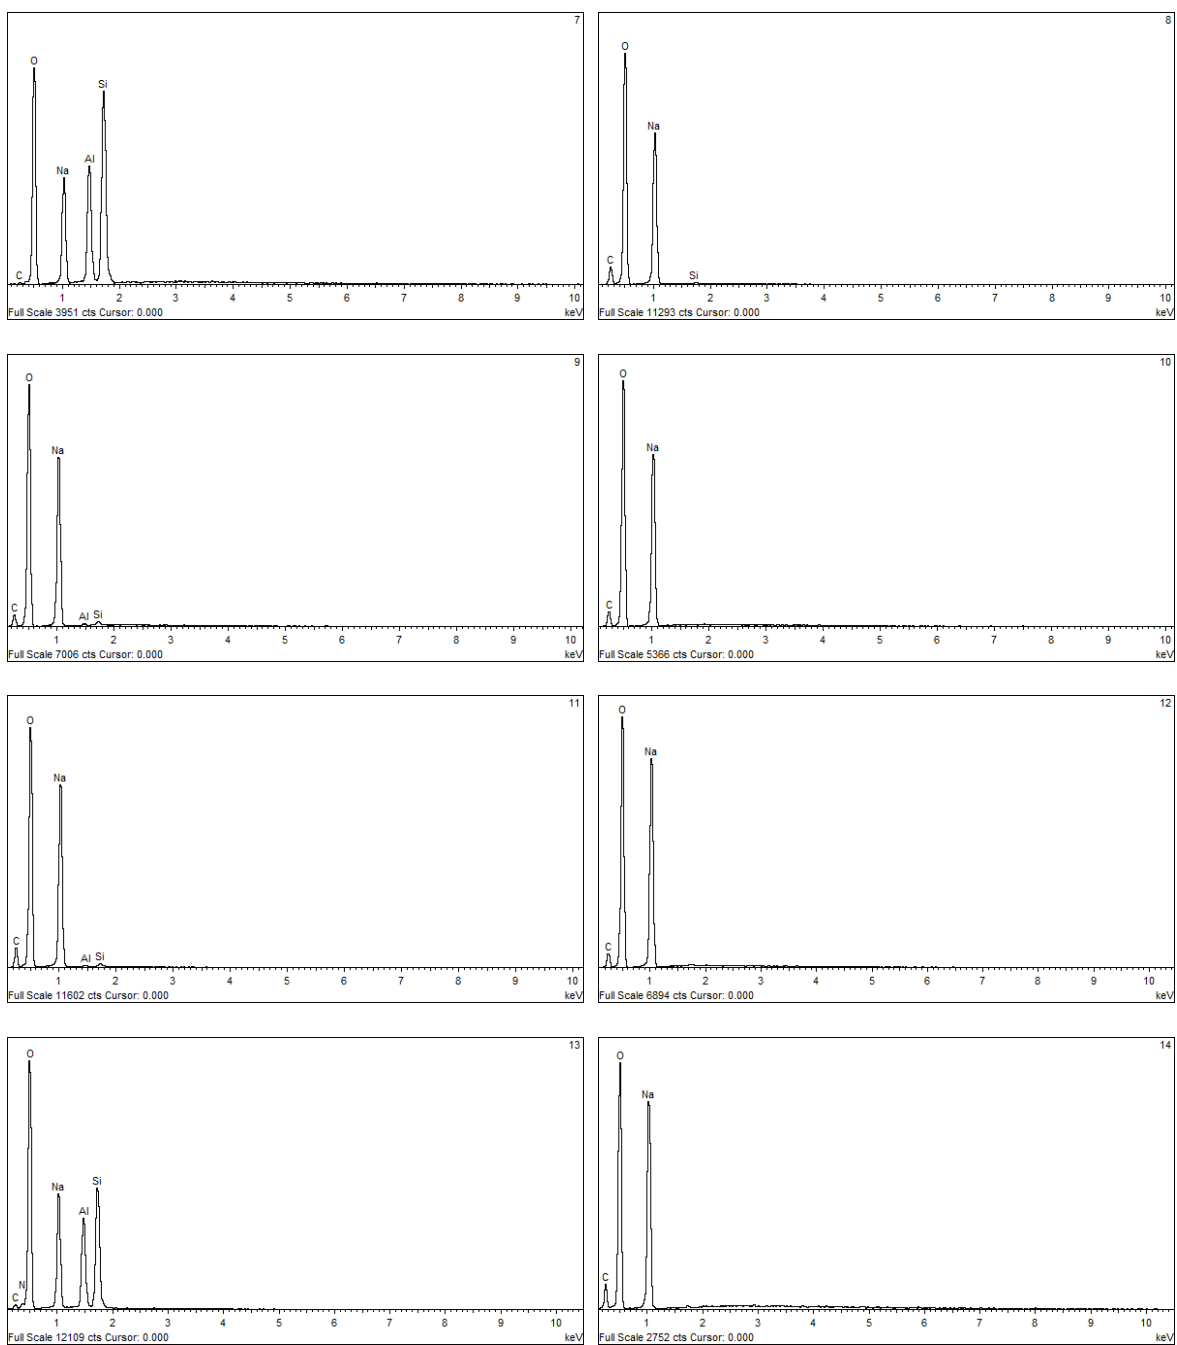 7
O
Si
Al
Na
C
1 2 3 4 5 6 7 8 9 10
Full Scale 3951 cts Cursor: 0.000 keV
8
O
Na
C
Si
1 2 3 4 5 6 7 8 9 10
Full Scale 11293 cts Cursor: 0.000 keV
9
O
Na
C
Al Si
1 2 3 4 5 6 7 8 9 10
Full Scale 7006 cts Cursor: 0.000 keV
10
O
Na
C
1 2 3 4 5 6 7 8 9 10
Full Scale 5366 cts Cursor: 0.000 keV
11
O
Na
C
Al Si
1 2 3 4 5 6 7 8 9 10
Full Scale 11602 cts Cursor: 0.000 keV
12
O
Na
C
1 2 3 4 5 6 7 8 9 10
Full Scale 6894 cts Cursor: 0.000 keV
13
O
Si
Na
Al
N
C
1 2 3 4 5 6 7 8 9 10
Full Scale 12109 cts Cursor: 0.000 keV
14
O
Na
C
1 2 3 4 5 6 7 8 9 10
Full Scale 2752 cts Cursor: 0.000 keV